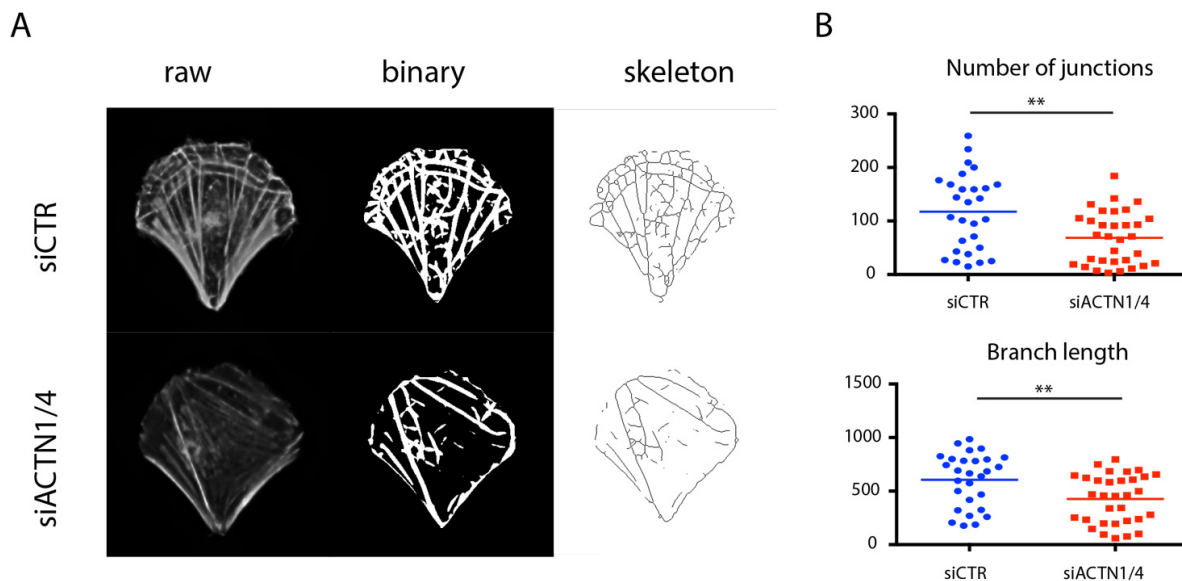 A
raw binary skeleton
siCTR
siACTN1/4
B
Number of junctions
**
300
200
100
0
siCTR siACTN1/4
Branch length
**
1500
1000
500
0
siCTR siACTN1/4